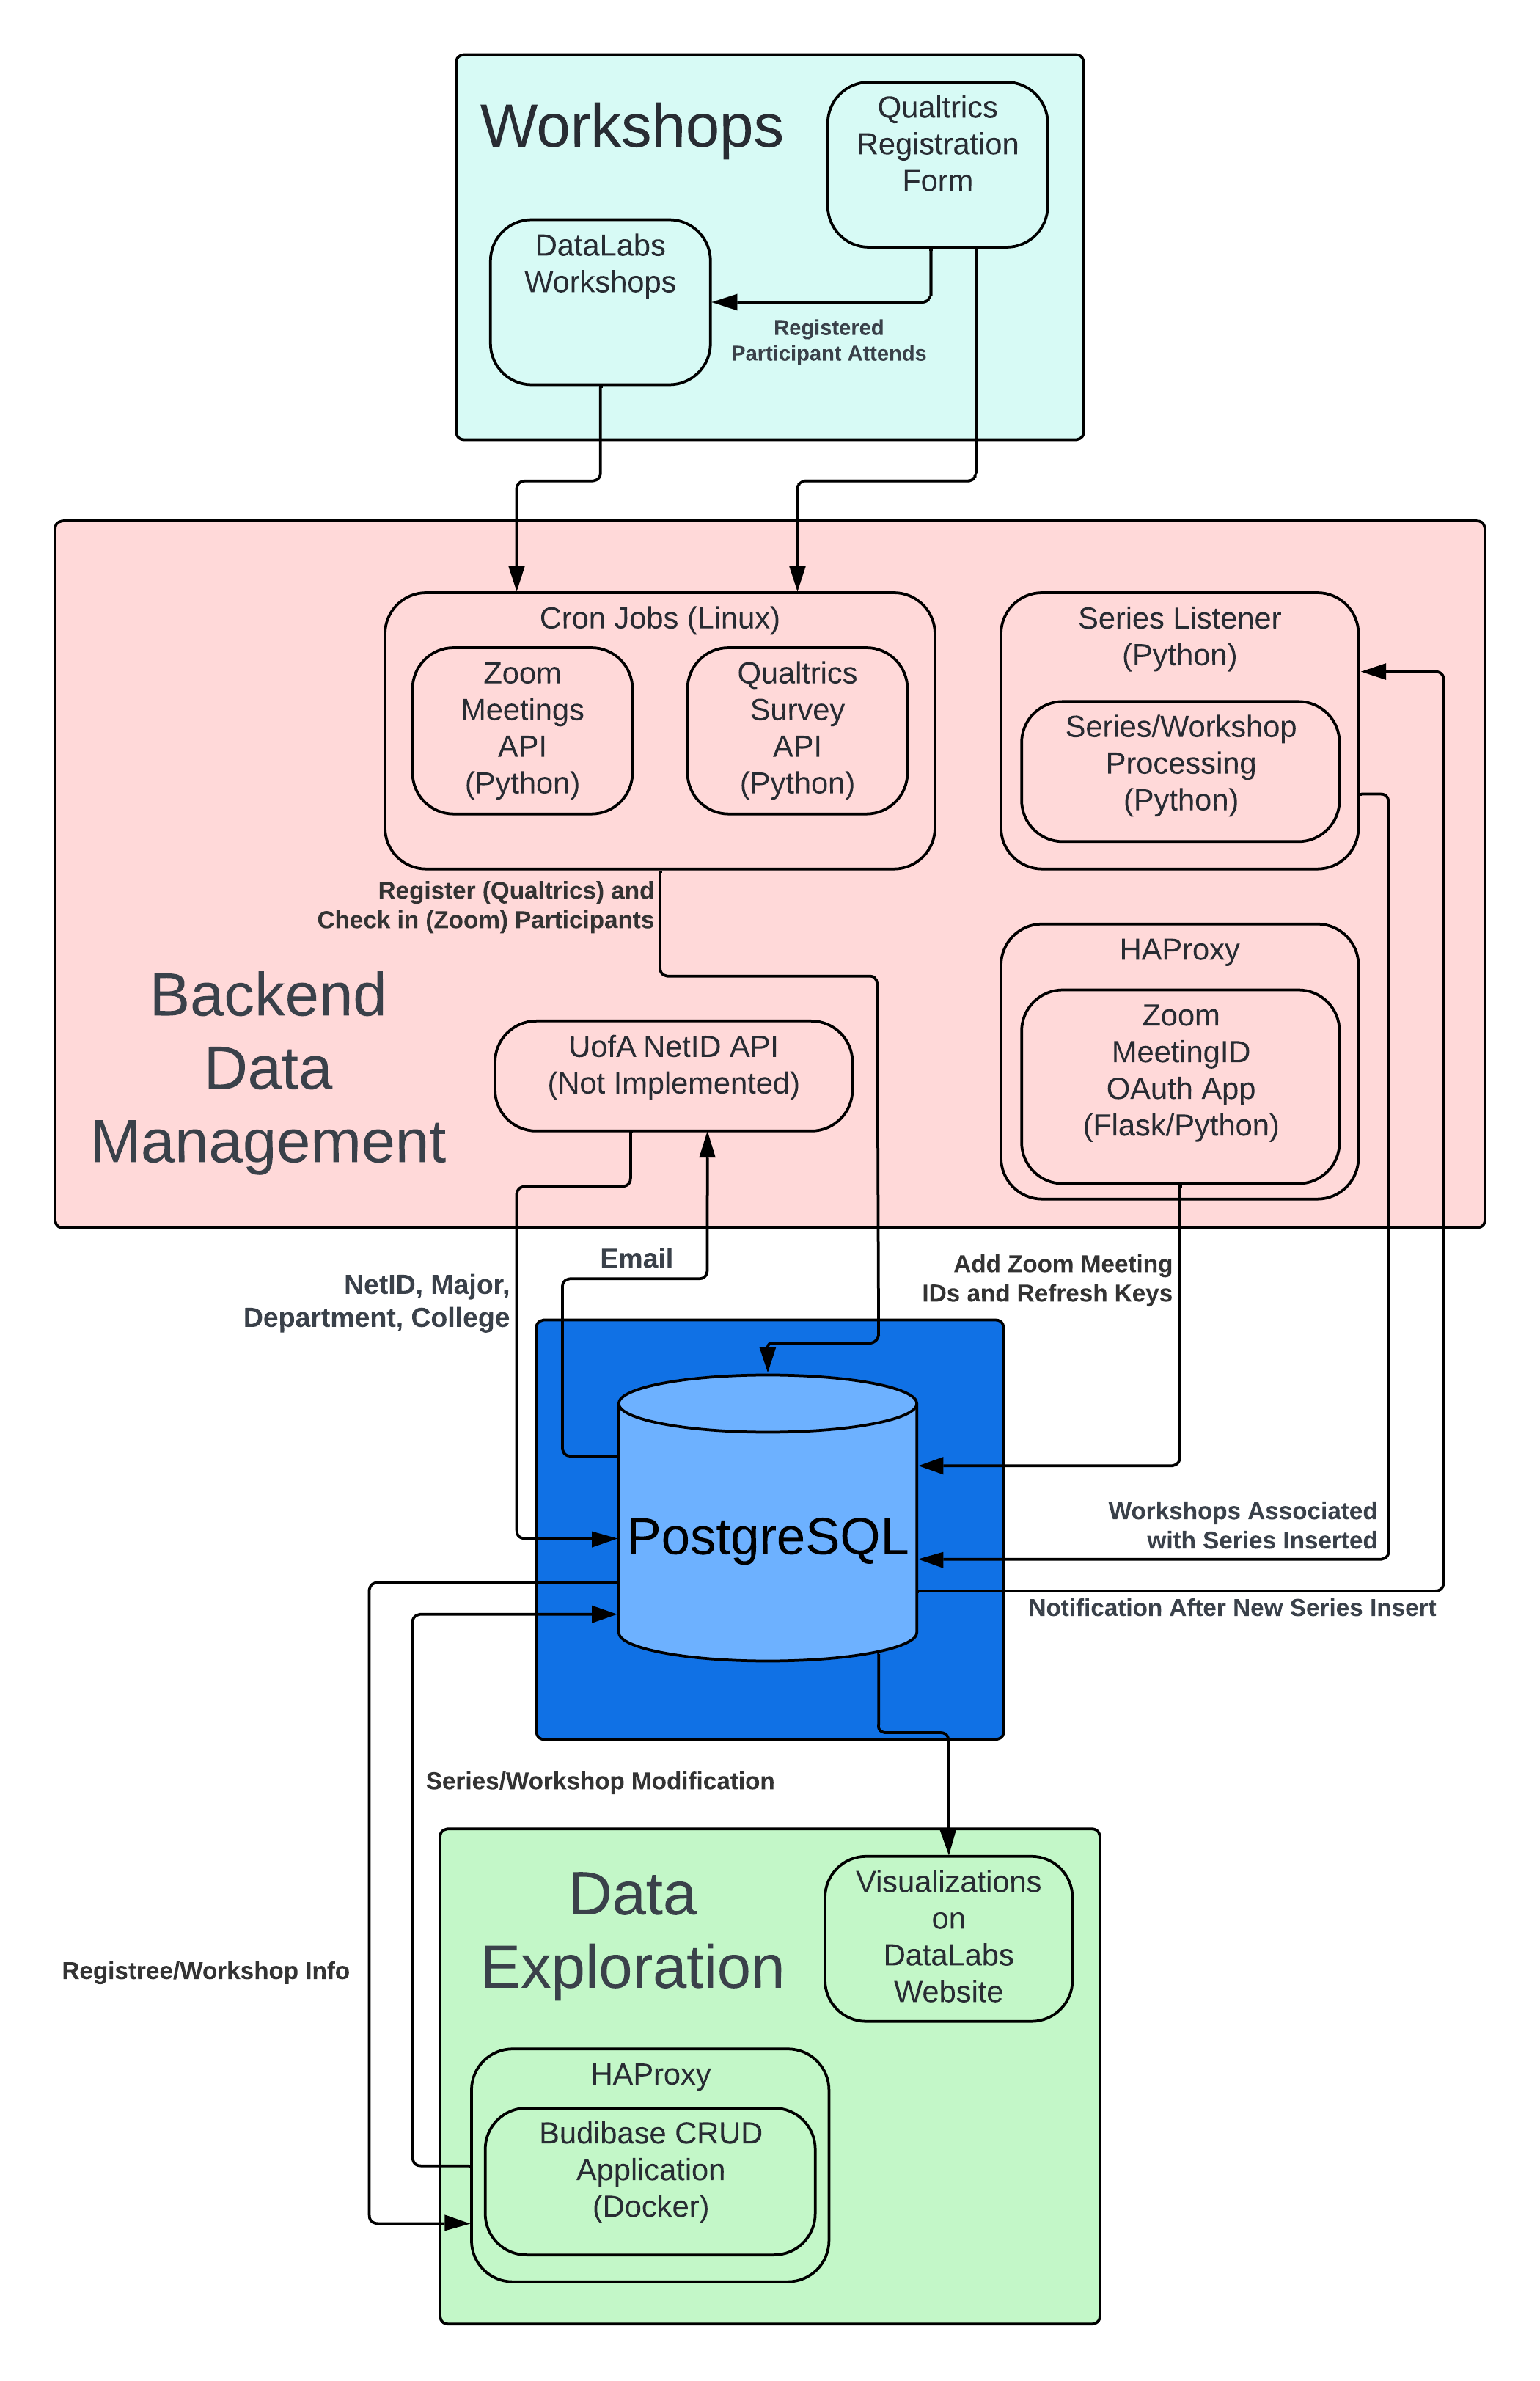 Workshops
Qualtrics
Registration
Form
DataLabs
Workshops
Registered
Participant Attends
Cron Jobs (Linux)
Zoom
Meetings
API
(Python)
Qualtrics
Survey
API
(Python)
Series Listener
(Python)
Series/Workshop
Processing
(Python)
Register (Qualtrics) and
Check in (Zoom) Participants
Backend
Data
Management
UofA NetID API
(Not Implemented)
HAProxy
Zoom
MeetingID
OAuth App
(Flask/Python)
Email
NetID, Major,
Department, College
Add Zoom Meeting
IDs and Refresh Keys
PostgreSQL
Workshops Associated
with Series Inserted
Notification After New Series Insert
Series/Workshop Modification
Data
Exploration
Visualizations
on
DataLabs
Website
Registree/Workshop Info
HAProxy
Budibase CRUD
Application
(Docker)